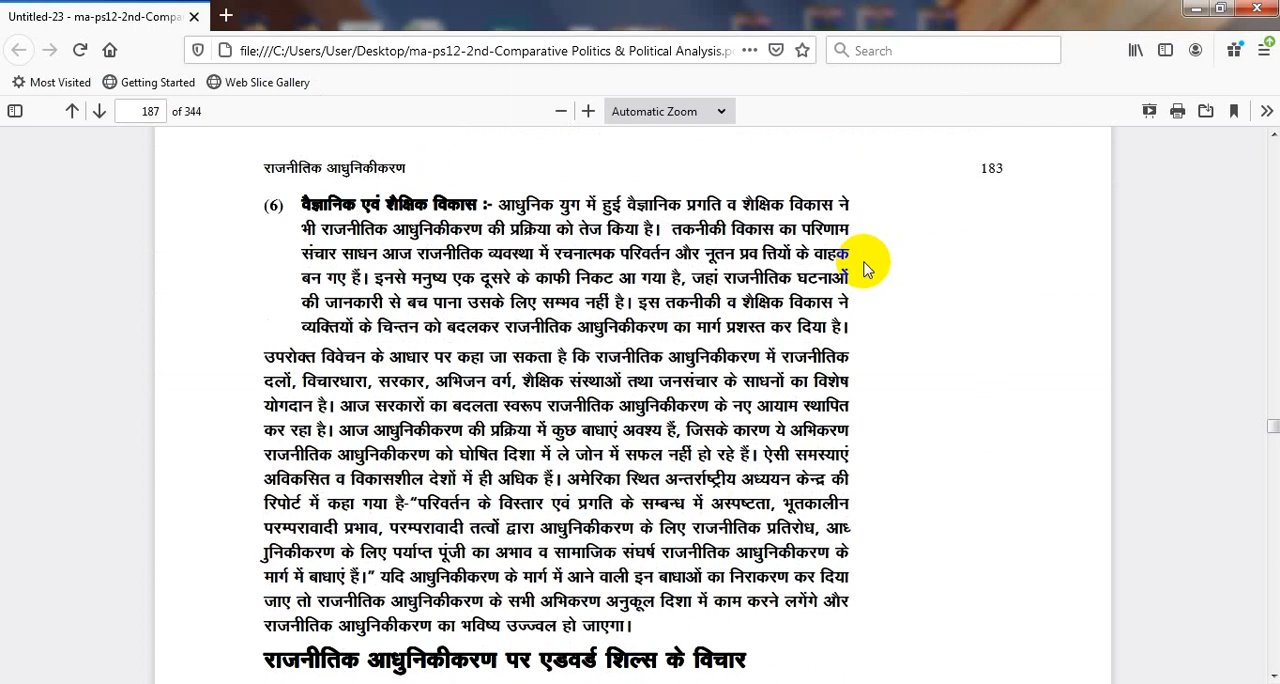 Untitled-23 - ma-ps12-2nd-Compa
file:///C:/Users/User/Desktop/ma-ps12-2nd-Comparative Politics & Political Analysis.p
Search
Most Visited
Getting Started
Web Slice Gallery
187 of 344
Automatic Zoom
राजनीतिक आधुनिकीकरण 183
(6) वैज्ञानिक एवं शैक्षिक विकास :- आधुनिक युग में हुई वैज्ञानिक प्रगति व शैक्षिक विकास ने
भी राजनीतिक आधुनिकीकरण की प्रक्रिया को तेज किया है। तकनीकी विकास का परिणाम
संचार साधन आज राजनीतिक व्यवस्था में रचनात्मक परिवर्तन और नूतन प्रव त्तियों के वाहक
बन गए हैं। इनसे मनुष्य एक दूसरे के काफी निकट आ गया है, जहां राजनीतिक घटनाओं
की जानकारी से बच पाना उसके लिए सम्भव नहीं है। इस तकनीकी व शैक्षिक विकास ने
व्यक्तियों के चिन्तन को बदलकर राजनीतिक आधुनिकीकरण का मार्ग प्रशस्त कर दिया है।
उपरोक्त विवेचन के आधार पर कहा जा सकता है कि राजनीतिक आधुनिकीकरण में राजनीतिक
दलों, विचारधारा, सरकार, अभिजन वर्ग, शैक्षिक संस्थाओं तथा जनसंचार के साधनों का विशेष
योगदान है। आज सरकारों का बदलता स्वरूप राजनीतिक आधुनिकीकरण के नए आयाम स्थापित
कर रहा है। आज आधुनिकीकरण की प्रक्रिया में कुछ बाधाएं अवश्य हैं, जिसके कारण ये अभिकरण
राजनीतिक आधुनिकीकरण को घोषित दिशा में ले जोन में सफल नहीं हो रहे हैं। ऐसी समस्याएं
अविकसित व विकासशील देशों में ही अधिक हैं। अमेरिका स्थित अन्तर्राष्ट्रीय अध्ययन केन्द्र की
रिपोर्ट में कहा गया है-"परिवर्तन के विस्तार एवं प्रगति के सम्बन्ध में अस्पष्टता, भूतकालीन
परम्परावादी प्रभाव, परम्परावादी तत्वों द्वारा आधुनिकीकरण के लिए राजनीतिक प्रतिरोध, आध
ुनिकीकरण के लिए पर्याप्त पूंजी का अभाव व सामाजिक संघर्ष राजनीतिक आधुनिकीकरण के
मार्ग में बाधाएं हैं।" यदि आधुनिकीकरण के मार्ग में आने वाली इन बाधाओं का निराकरण कर दिया
जाए तो राजनीतिक आधुनिकीकरण के सभी अभिकरण अनुकूल दिशा में काम करने लगेंगे और
राजनीतिक आधुनिकीकरण का भविष्य उज्ज्वल हो जाएगा।
राजनीतिक आधुनिकीकरण पर एडवर्ड शिल्स के विचार